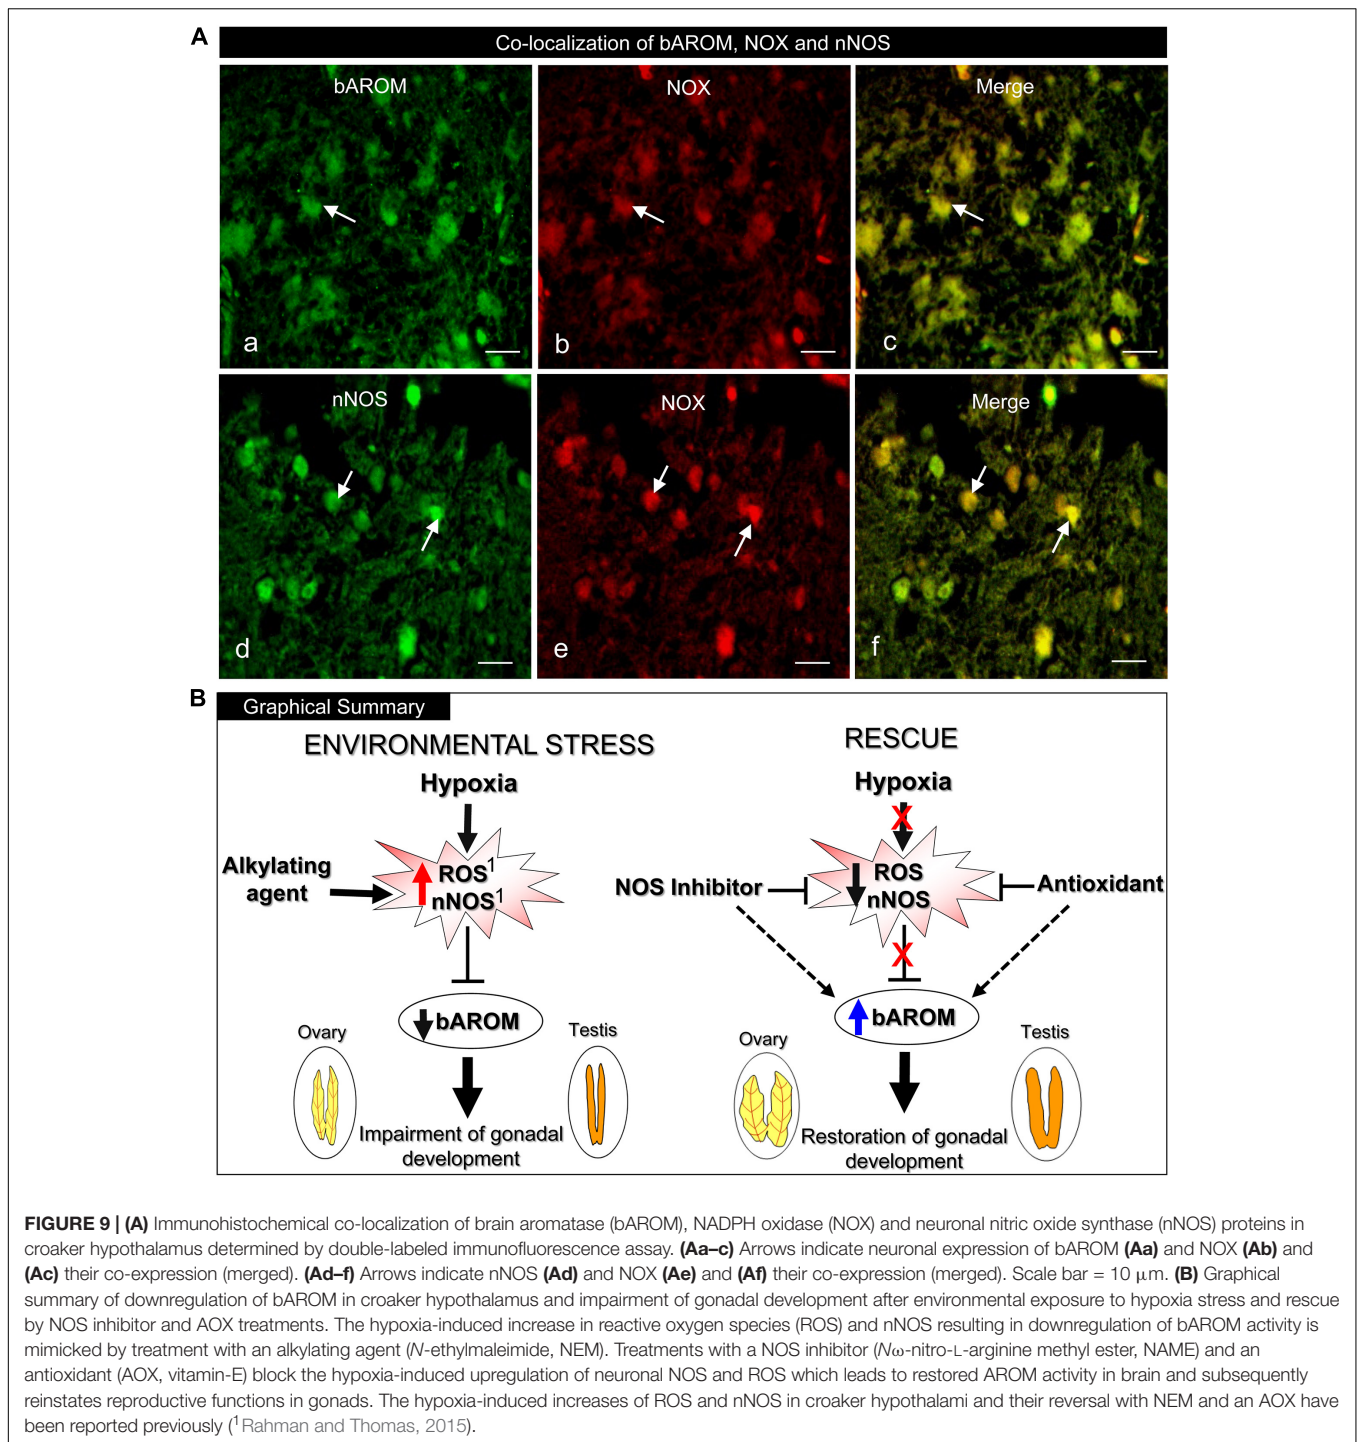 A
Co-localization of bAROM, NOX and nNOS
bAROM
NOX
Merge
a
b
c
nNOS
NOX
Merge
d
e
f
B
Graphical Summary
ENVIRONMENTAL STRESS
Hypoxia
Alkylating
agent
ROS¹
nNOS¹
bAROM
Ovary
Testis
Impairment of gonadal
development
RESCUE
Hypoxia
X
NOS Inhibitor
ROS
nNOS
Antioxidant
X
bAROM
Ovary
Testis
Restoration of gonadal
development
FIGURE 9 | (A) Immunohistochemical co-localization of brain aromatase (bAROM), NADPH oxidase (NOX) and neuronal nitric oxide synthase (nNOS) proteins in
croaker hypothalamus determined by double-labeled immunofluorescence assay. (Aa–c) Arrows indicate neuronal expression of bAROM (Aa) and NOX (Ab) and
(Ac) their co-expression (merged). (Ad–f) Arrows indicate nNOS (Ad) and NOX (Ae) and (Af) their co-expression (merged). Scale bar = 10 μm. (B) Graphical
summary of downregulation of bAROM in croaker hypothalamus and impairment of gonadal development after environmental exposure to hypoxia stress and rescue
by NOS inhibitor and AOX treatments. The hypoxia-induced increase in reactive oxygen species (ROS) and nNOS resulting in downregulation of bAROM activity is
mimicked by treatment with an alkylating agent (N-ethylmaleimide, NEM). Treatments with a NOS inhibitor (Nω-nitro-L-arginine methyl ester, NAME) and an
antioxidant (AOX, vitamin-E) block the hypoxia-induced upregulation of neuronal NOS and ROS which leads to restored AROM activity in brain and subsequently
reinstates reproductive functions in gonads. The hypoxia-induced increases of ROS and nNOS in croaker hypothalami and their reversal with NEM and an AOX have
been reported previously (¹Rahman and Thomas, 2015).